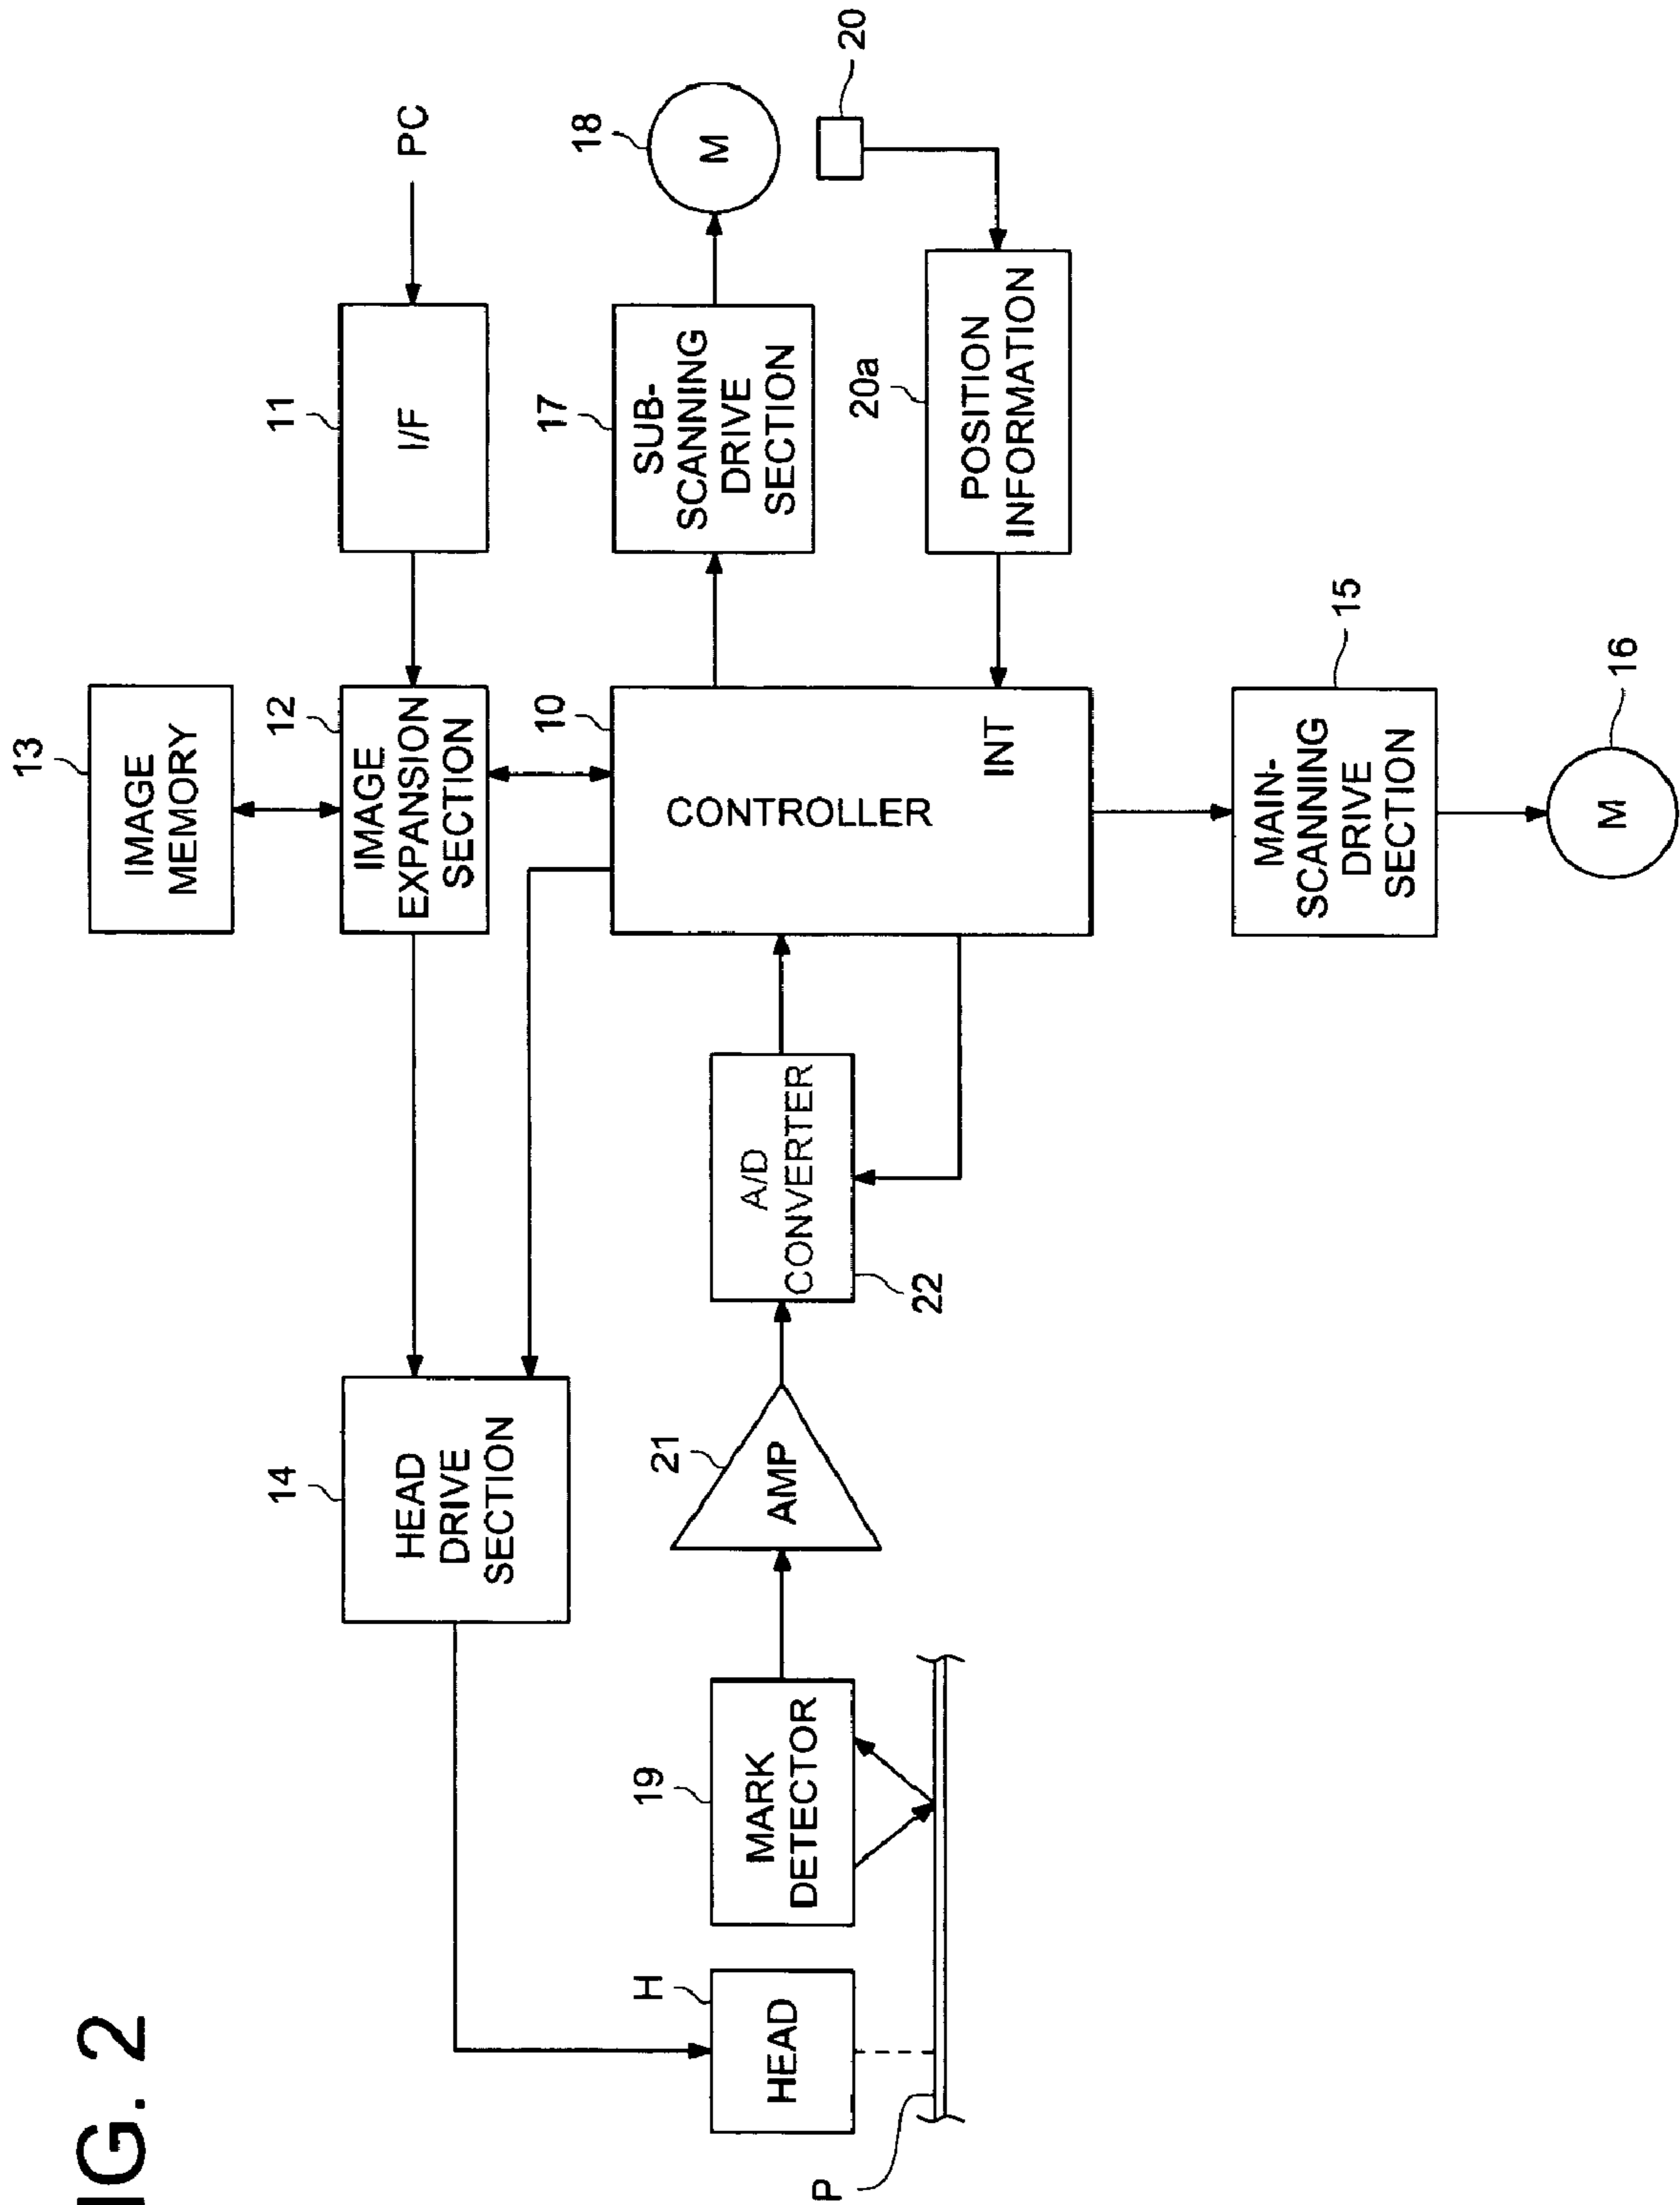 IG. 2
13
IMAGE
MEMORY
12
IMAGE
EXPANSION
SECTION
11
I/F
PC
14
HEAD
DRIVE
SECTION
10
CONTROLLER
INT
17
SUB-
SCANNING
DRIVE
SECTION
18
M
20
20a
POSITION
INFORMATION
H
HEAD
P
19
MARK
DETECTOR
21
AMP
A/D
CONVERTER
22
15
MAIN-
SCANNING
DRIVE
SECTION
16
M